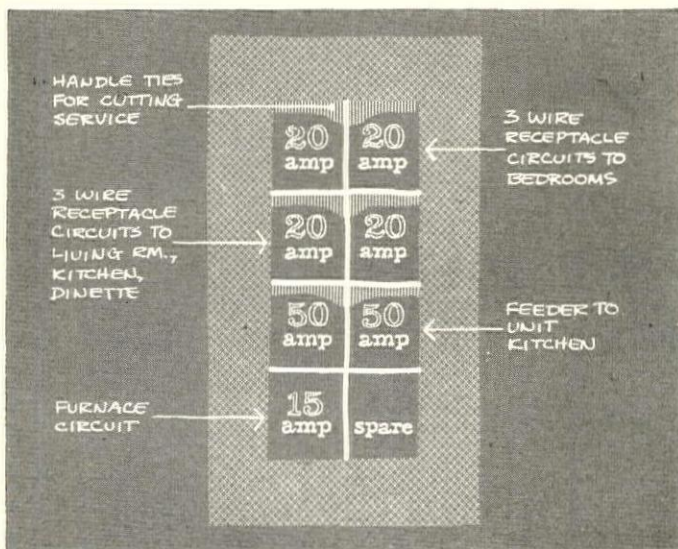 HANDLE TIES
FOR CUTTING
SERVICE
20 amp
20 amp
3 WIRE
RECEPTACLE
CIRCUITS TO
BEDROOMS
3 WIRE
RECEPTACLE
CIRCUITS TO
LIVING RM.,
KITCHEN,
DINETTE
20 amp
20 amp
50 amp
50 amp
FEEDER TO
UNIT
KITCHEN
FURNACE
CIRCUIT
15 amp
spare